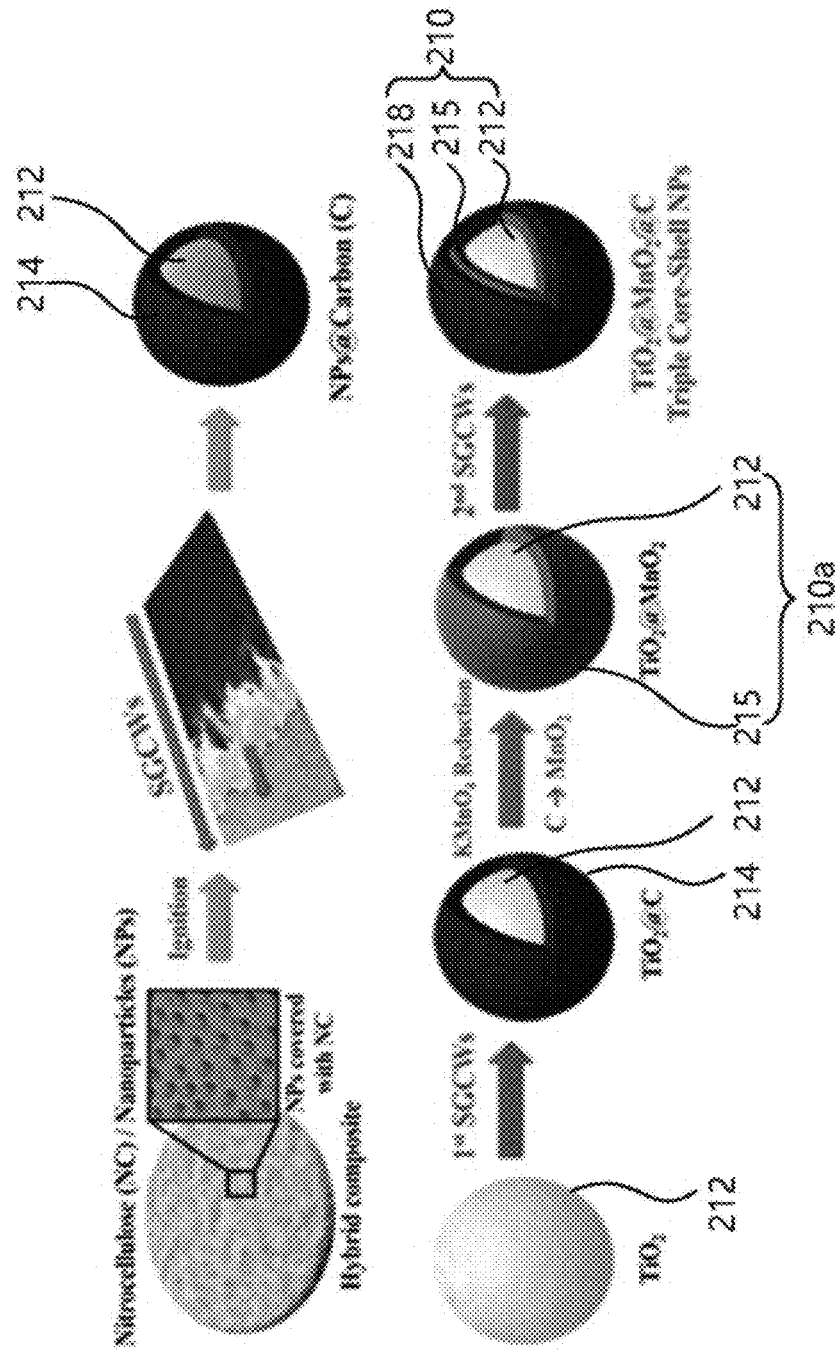 Nitrocellulose (NC) / Nanoparticles (NPs)
NPs covered
with NC
Hybrid composite
Ignition
SGCWs
214
212
NPs@Carbon (C)
TiO₂
212
1st SGCWs
TiO₂@C
214
212
KMnO₄ Reduction
C → MnO₂
TiO₂@MnO₂
215
212
210a
2nd SGCWs
TiO₂@MnO₂@C
Triple Core-Shell NPs
218
215
212
210